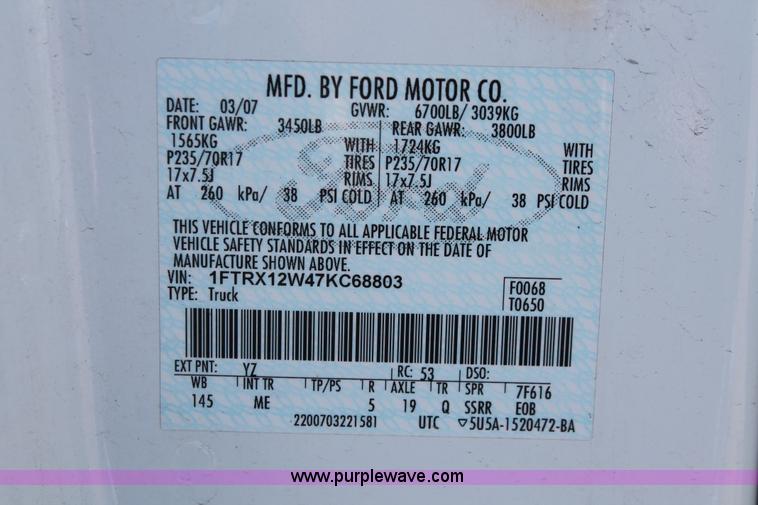 MFD. BY FORD MOTOR CO.
DATE: 03/07 GVWR: 6700LB/ 3039KG
FRONT GAWR: 3450LB REAR GAWR: 3800LB
1565KG WITH 1724KG WITH
P235/70R17 TIRES P235/70R17 TIRES
17x7.5J RIMS 17x7.5J RIMS
AT 260 kPa/ 38 PSI COLD AT 260 kPa/ 38 PSI COLD
Ford
THIS VEHICLE CONFORMS TO ALL APPLICABLE FEDERAL MOTOR
VEHICLE SAFETY STANDARDS IN EFFECT ON THE DATE OF
MANUFACTURE SHOWN ABOVE.
VIN: 1FTRX12W47KC68803 F0068
TYPE: Truck T0650
EXT PNT: YZ RC: 53 DSO:
WB INT TR TP/PS R AXLE TR SPR 7F616
145 ME 5 19 Q SSRR EOB
2200703221581 UTC ▽5U5A-1520472-BA
www.purplewave.com